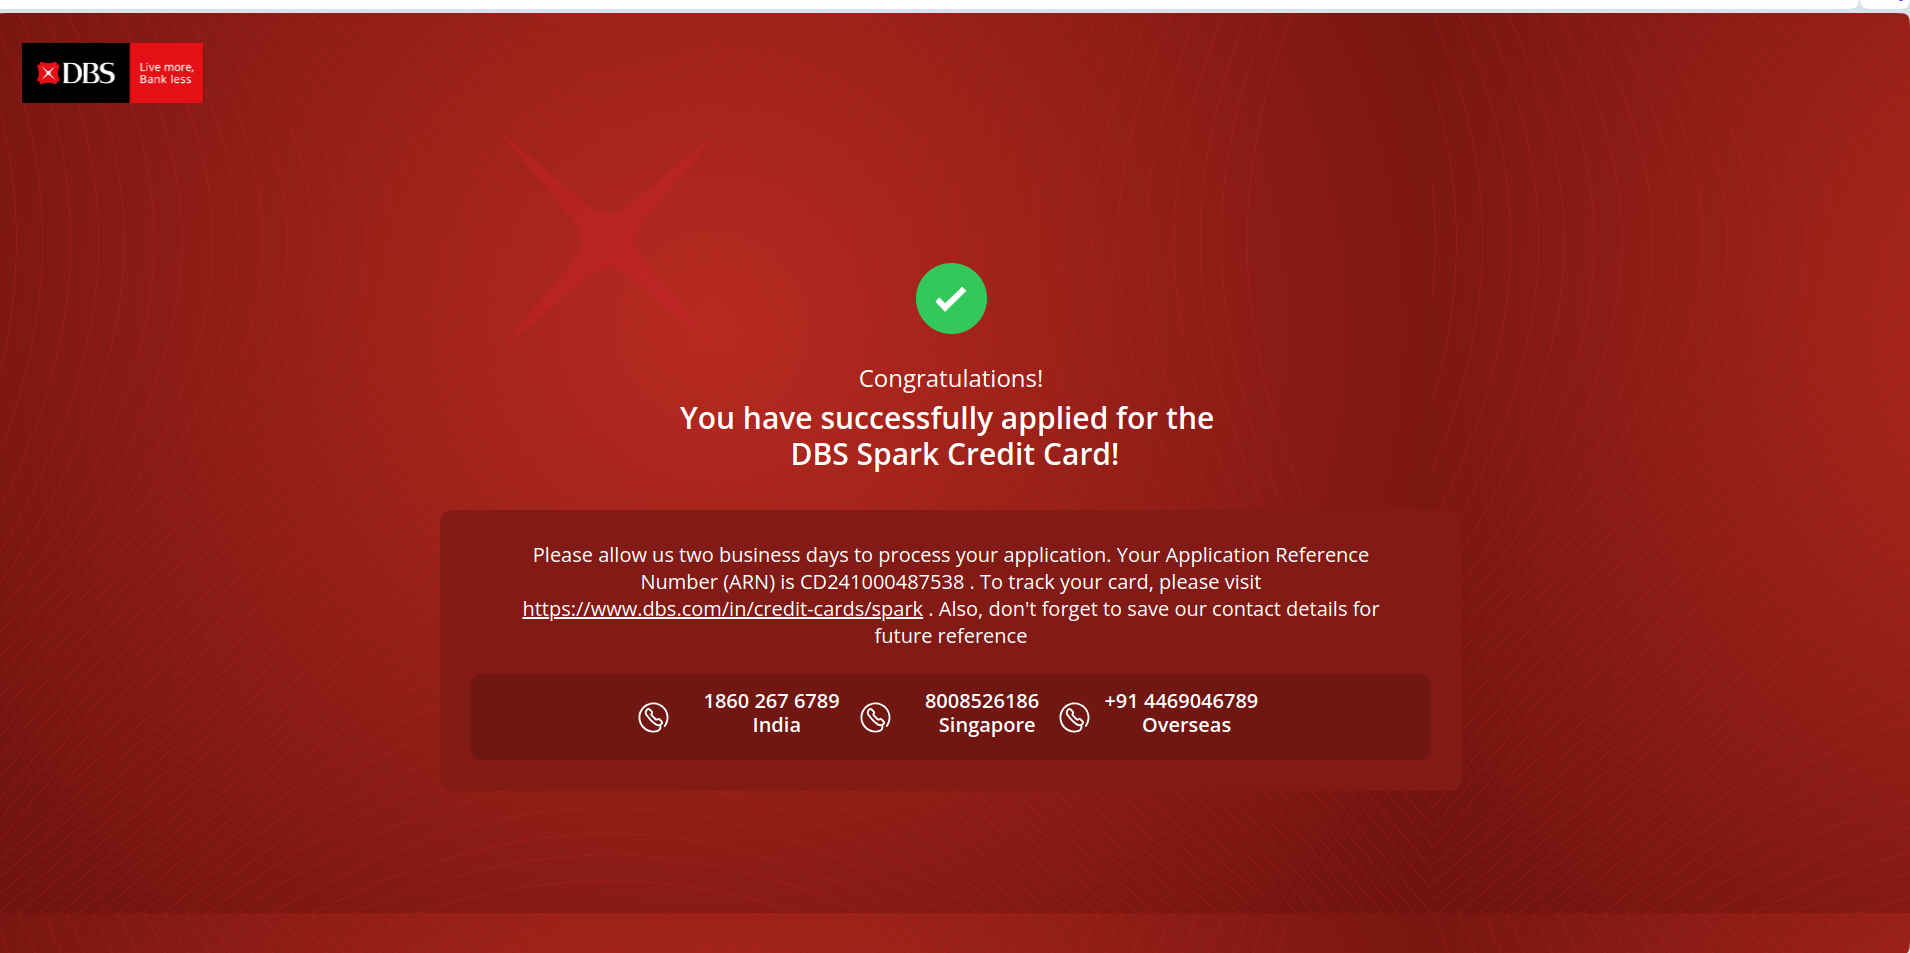 DBS
Live more,
Bank less
Congratulations!
You have successfully applied for the
DBS Spark Credit Card!
Please allow us two business days to process your application. Your Application Reference
Number (ARN) is CD241000487538 . To track your card, please visit
https://www.dbs.com/in/credit-cards/spark . Also, don't forget to save our contact details for
future reference
1860 267 6789
India
8008526186
Singapore
+91 4469046789
Overseas